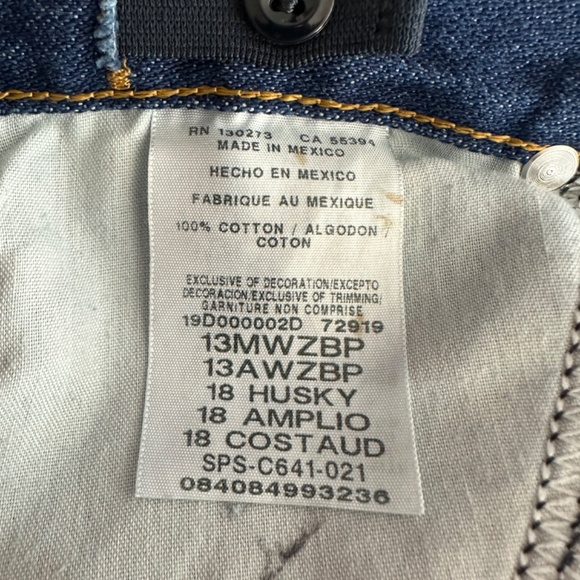 RN 130273 CA 55394
MADE IN MEXICO
HECHO EN MEXICO
FABRIQUE AU MEXIQUE
100% COTTON / ALGODON
COTON
EXCLUSIVE OF DECORATION/EXCEPTO
DECORACION/EXCLUSIVE OF TRIMMING/
GARNITURE NON COMPRISE
19D000002D 72919
13MWZBP
13AWZBP
18 HUSKY
18 AMPLIO
18 COSTAUD
SPS-C641-021
084084993236